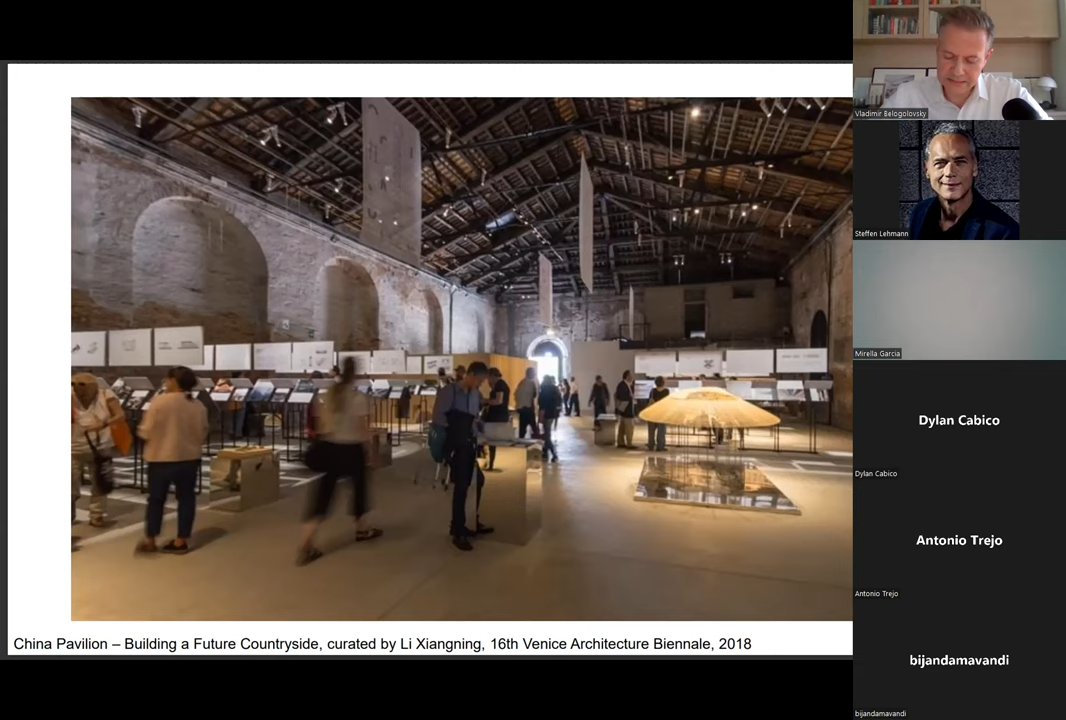 China Pavilion – Building a Future Countryside, curated by Li Xiangning, 16th Venice Architecture Biennale, 2018
Vladimir Belogolovsky
Steffen Lehmann
Mirella Garcia
Dylan Cabico
Dylan Cabico
Antonio Trejo
Antonio Trejo
bijandamavandi
bijandamavandi